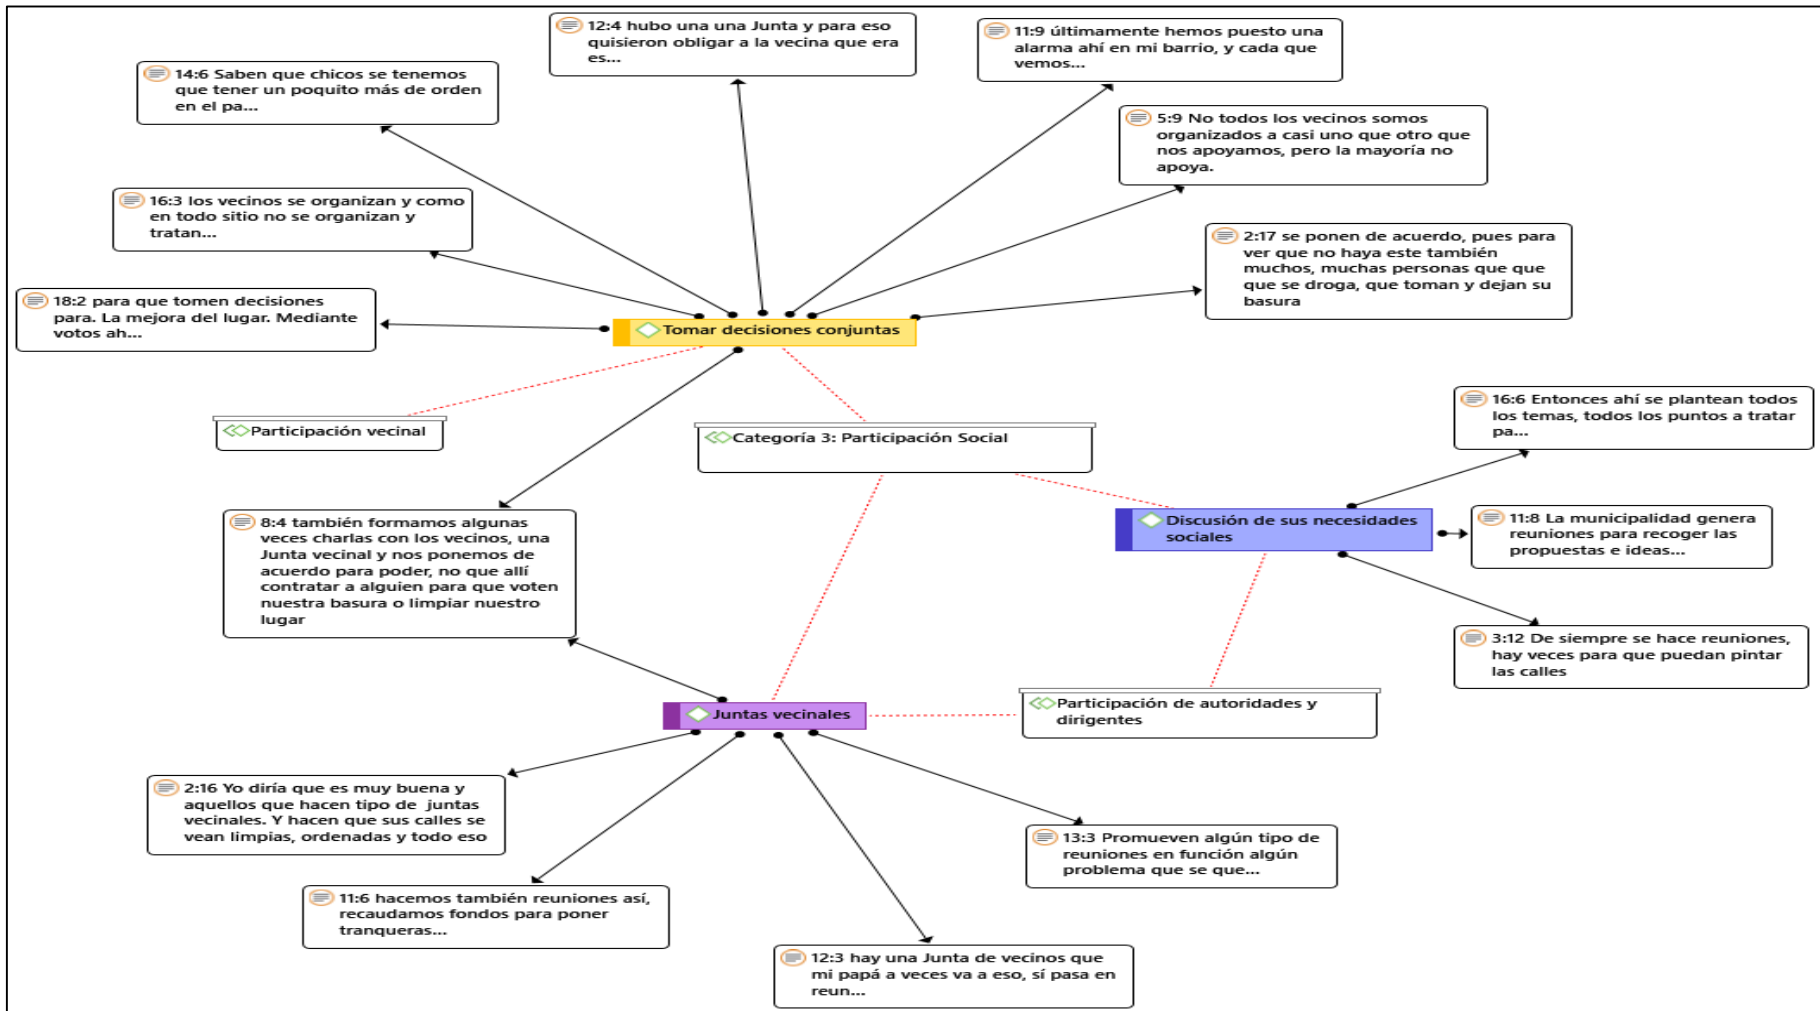 12:4 hubo una una Junta y para eso
quisieron obligar a la vecina que era
es...
11:9 últimamente hemos puesto una
alarma ahí en mi barrio, y cada que
vemos...
14:6 Saben que chicos se tenemos
que tener un poquito más de orden
en el pa...
5:9 No todos los vecinos somos
organizados a casi uno que otro que
nos apoyamos, pero la mayoría no
apoya.
16:3 los vecinos se organizan y como
en todo sitio no se organizan y
tratan...
2:17 se ponen de acuerdo, pues para
ver que no haya este también
muchos, muchas personas que que
que se droga, que toman y dejan su
basura
18:2 para que tomen decisiones
para. La mejora del lugar. Mediante
votos ah...
Tomar decisiones conjuntas
Participación vecinal
Categoría 3: Participación Social
16:6 Entonces ahí se plantean todos
los temas, todos los puntos a tratar
pa...
8:4 también formamos algunas
veces charlas con los vecinos, una
Junta vecinal y nos ponemos de
acuerdo para poder, no que allí
contratar a alguien para que voten
nuestra basura o limpiar nuestro
lugar
Discusión de sus necesidades
sociales
11:8 La municipalidad genera
reuniones para recoger las
propuestas e ideas...
3:12 De siempre se hace reuniones,
hay veces para que puedan pintar
las calles
Participación de autoridades y
dirigentes
Juntas vecinales
2:16 Yo diría que es muy buena y
aquellos que hacen tipo de juntas
vecinales. Y hacen que sus calles se
vean limpias, ordenadas y todo eso
13:3 Promueven algún tipo de
reuniones en función algún
problema que se que...
11:6 hacemos también reuniones así,
recaudamos fondos para poner
tranqueras...
12:3 hay una Junta de vecinos que
mi papá a veces va a eso, sí pasa en
reun...